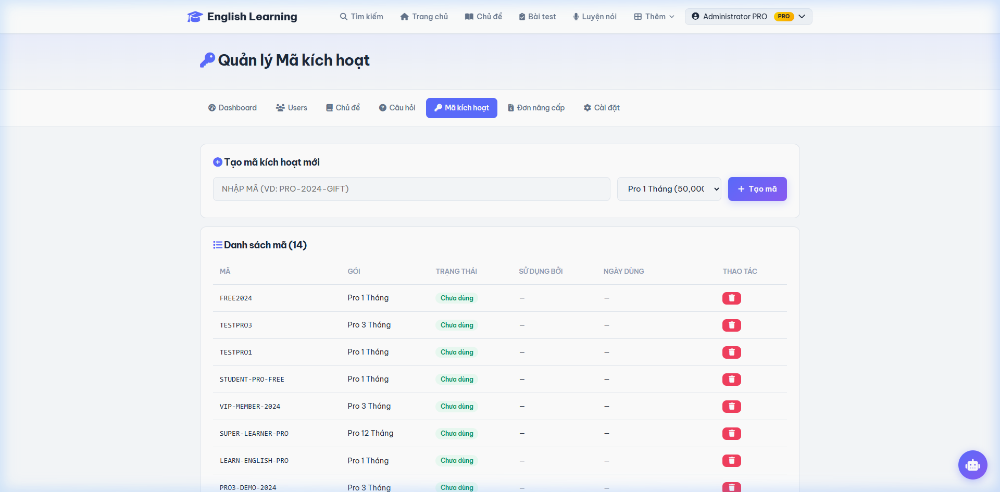 English Learning
Tìm kiếm Trang chủ Chủ đề Bài test Luyện nói Thêm Administrator PRO PRO
Quản lý Mã kích hoạt
Dashboard Users Chủ đề Câu hỏi Mã kích hoạt Đơn nâng cấp Cài đặt
Tạo mã kích hoạt mới
NHẬP MÃ (VD: PRO-2024-GIFT) Pro 1 Tháng (50,000 Tạo mã
Danh sách mã (14)
MÃ GÓI TRẠNG THÁI SỬ DỤNG BỞI NGÀY DÙNG THAO TÁC
FREE2024 Pro 1 Tháng Chưa dùng — —
TESTPRO3 Pro 3 Tháng Chưa dùng — —
TESTPRO1 Pro 1 Tháng Chưa dùng — —
STUDENT-PRO-FREE Pro 1 Tháng Chưa dùng — —
VIP-MEMBER-2024 Pro 3 Tháng Chưa dùng — —
SUPER-LEARNER-PRO Pro 12 Tháng Chưa dùng — —
LEARN-ENGLISH-PRO Pro 1 Tháng Chưa dùng — —
PRO3-DEMO-2024 Pro 3 Tháng Chưa dùng — —